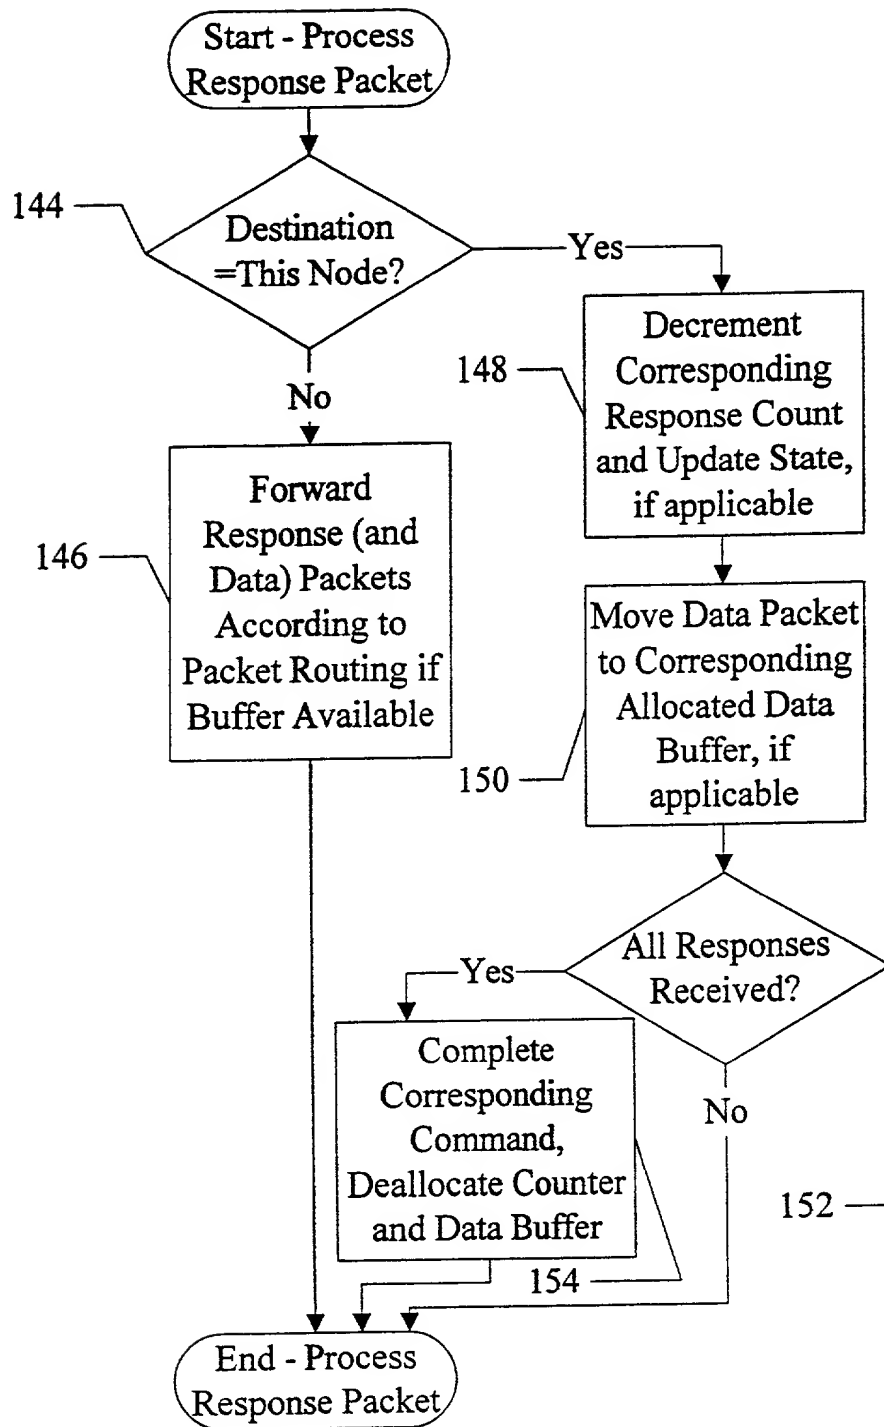 Start - Process
Response Packet
144
Destination
=This Node?
Yes
No
148
Decrement
Corresponding
Response Count
and Update State,
if applicable
146
Forward
Response (and
Data) Packets
According to
Packet Routing if
Buffer Available
150
Move Data Packet
to Corresponding
Allocated Data
Buffer, if
applicable
All Responses
Received?
Yes
No
152
Complete
Corresponding
Command,
Deallocate Counter
and Data Buffer
154
End - Process
Response Packet